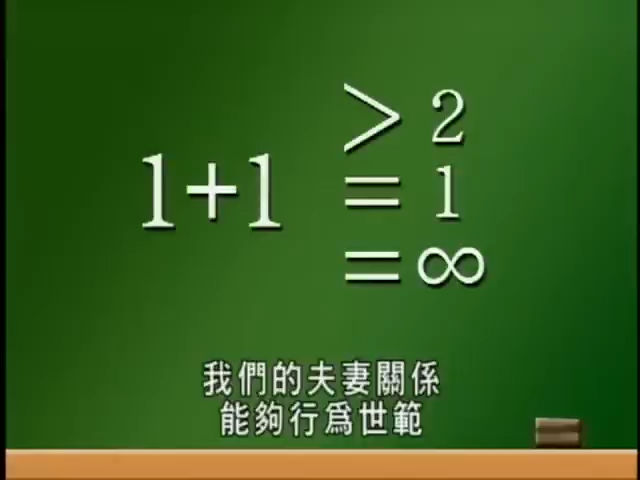 1+1
> 2
= 1
= ∞
我們的夫妻關係
能夠行爲世範